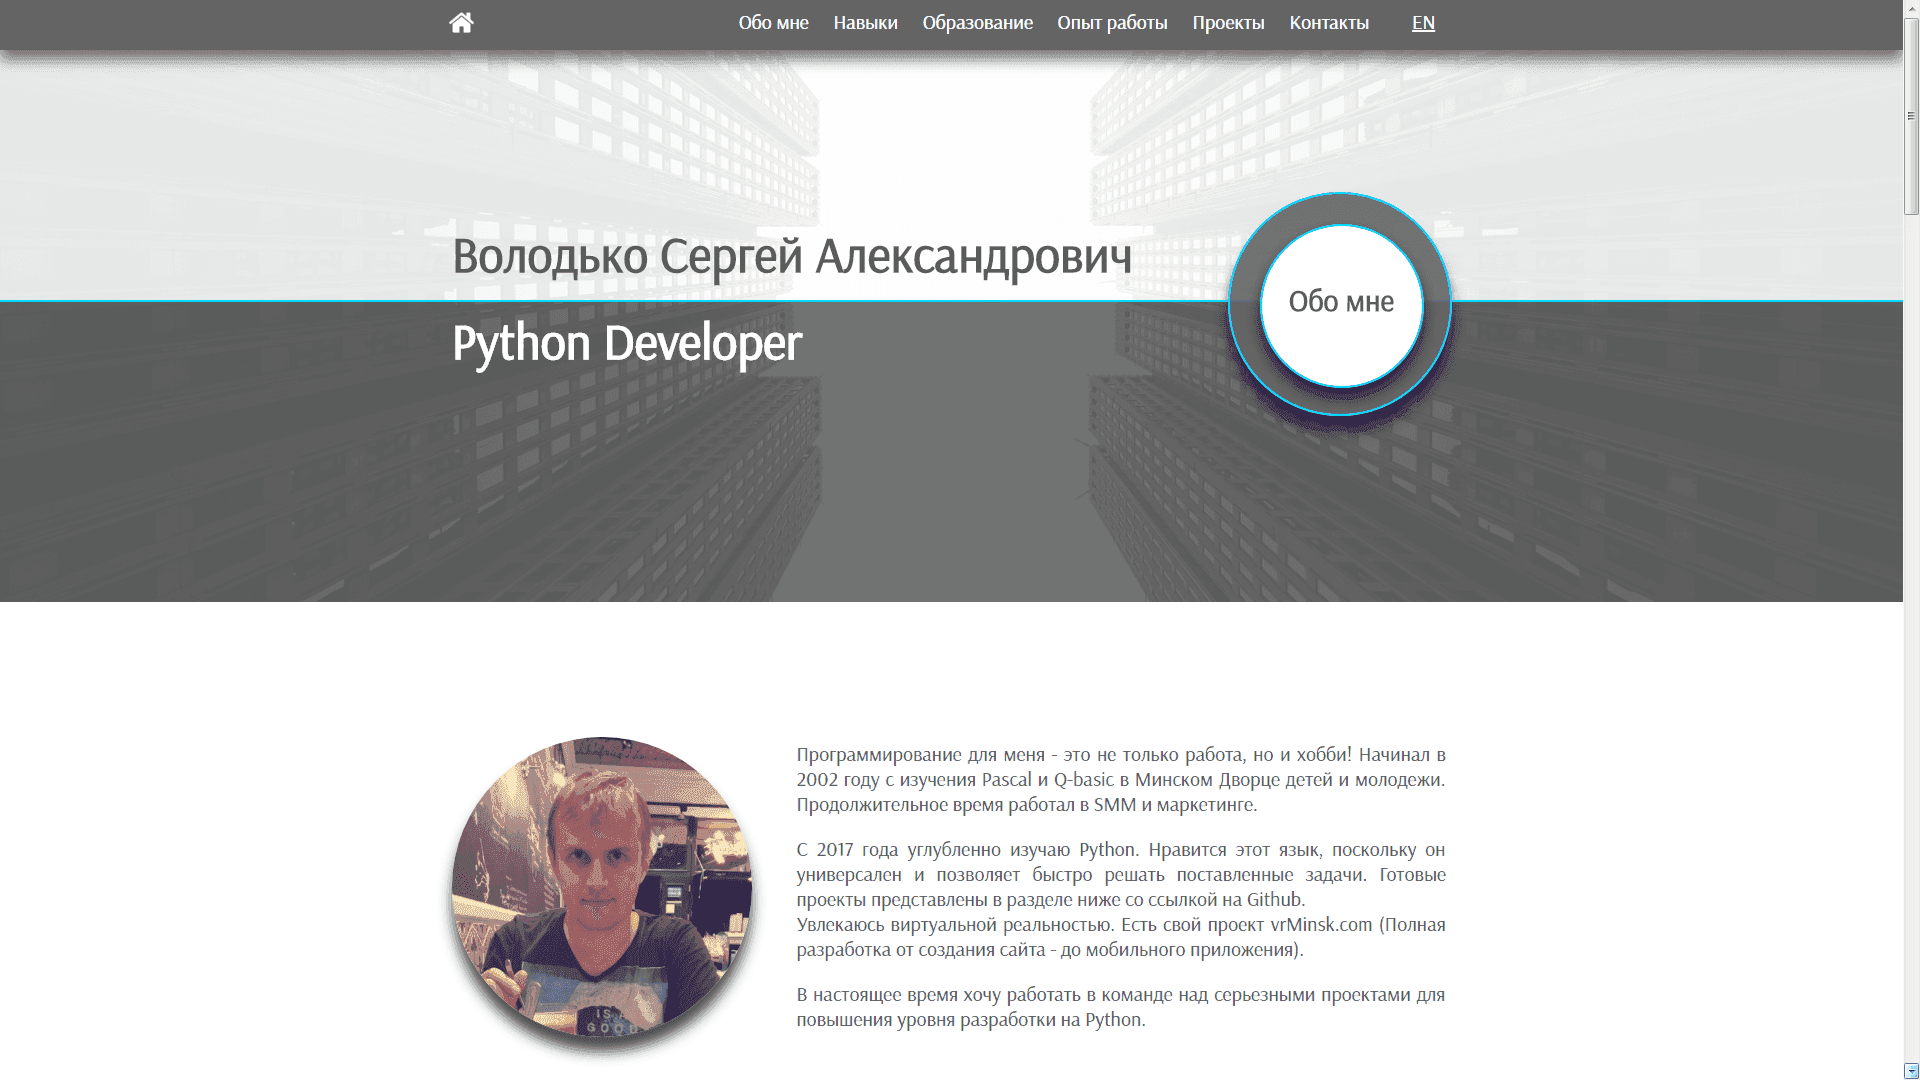 Обо мне Навыки Образование Опыт работы Проекты Контакты EN
Володько Сергей Александрович
Python Developer
Обо мне
Программирование для меня - это не только работа, но и хобби! Начинал в
2002 году с изучения Pascal и Q-basic в Минском Дворце детей и молодежи.
Продолжительное время работал в SMM и маркетинге.
С 2017 года углубленно изучаю Python. Нравится этот язык, поскольку он
универсален и позволяет быстро решать поставленные задачи. Готовые
проекты представлены в разделе ниже со ссылкой на Github.
Увлекаюсь виртуальной реальностью. Есть свой проект vrMinsk.com (Полная
разработка от создания сайта - до мобильного приложения).
В настоящее время хочу работать в команде над серьезными проектами для
повышения уровня разработки на Python.
IS A
GOOD